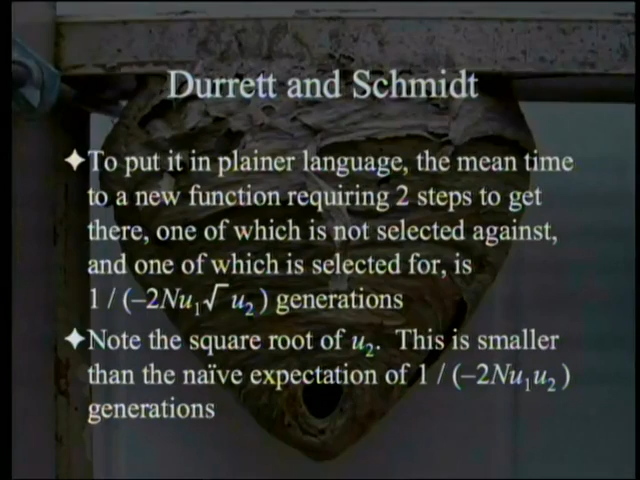 Durrett and Schmidt
✦To put it in plainer language, the mean time
to a new function requiring 2 steps to get
there, one of which is not selected against,
and one of which is selected for, is
1 / (–2Nu₁√ u₂ ) generations
✦Note the square root of u₂. This is smaller
than the naïve expectation of 1 / (–2Nu₁u₂ )
generations